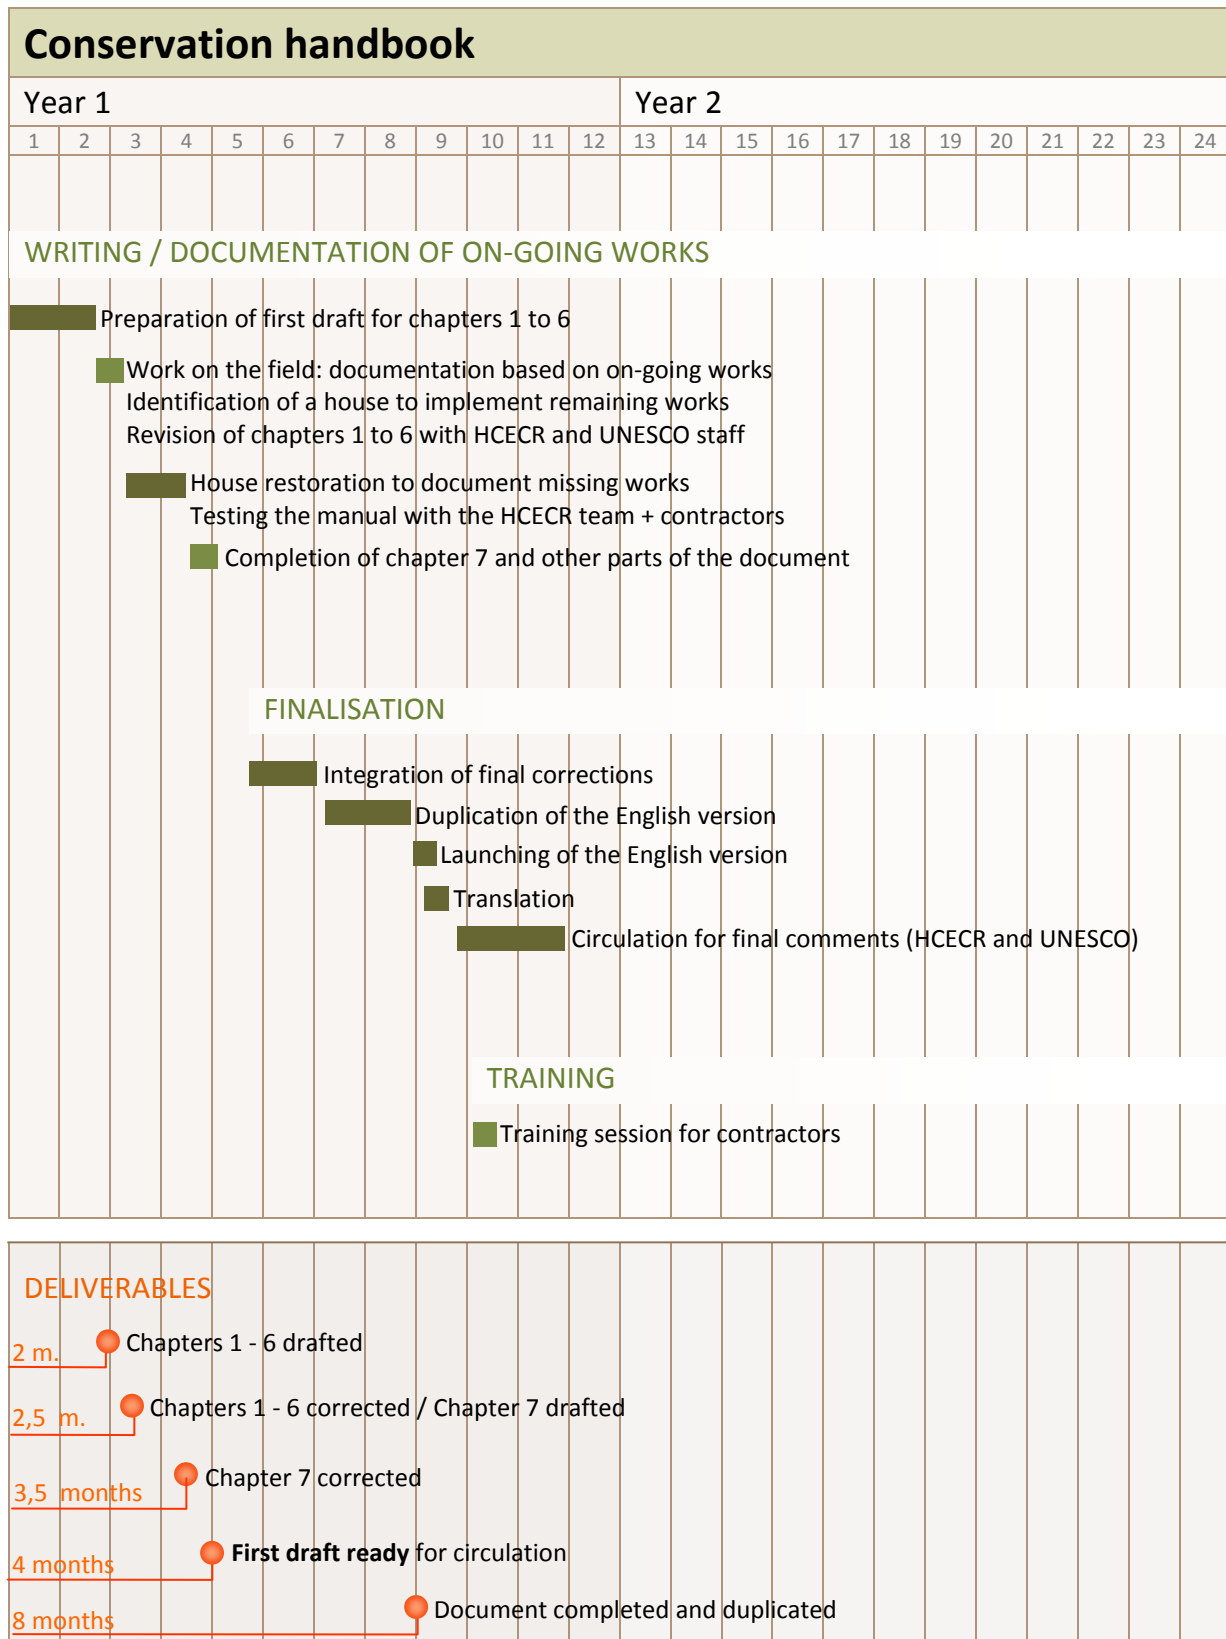 Conservation handbook
Year 1 Year 2
1 2 3 4 5 6 7 8 9 10 11 12 13 14 15 16 17 18 19 20 21 22 23 24
WRITING / DOCUMENTATION OF ON-GOING WORKS
Preparation of first draft for chapters 1 to 6
Work on the field: documentation based on on-going works
Identification of a house to implement remaining works
Revision of chapters 1 to 6 with HCECR and UNESCO staff
House restoration to document missing works
Testing the manual with the HCECR team + contractors
Completion of chapter 7 and other parts of the document
FINALISATION
Integration of final corrections
Duplication of the English version
Launching of the English version
Translation
Circulation for final comments (HCECR and UNESCO)
TRAINING
Training session for contractors
DELIVERABLES
2 m. Chapters 1 - 6 drafted
2,5 m. Chapters 1 - 6 corrected / Chapter 7 drafted
3,5 months Chapter 7 corrected
4 months First draft ready for circulation
8 months Document completed and duplicated